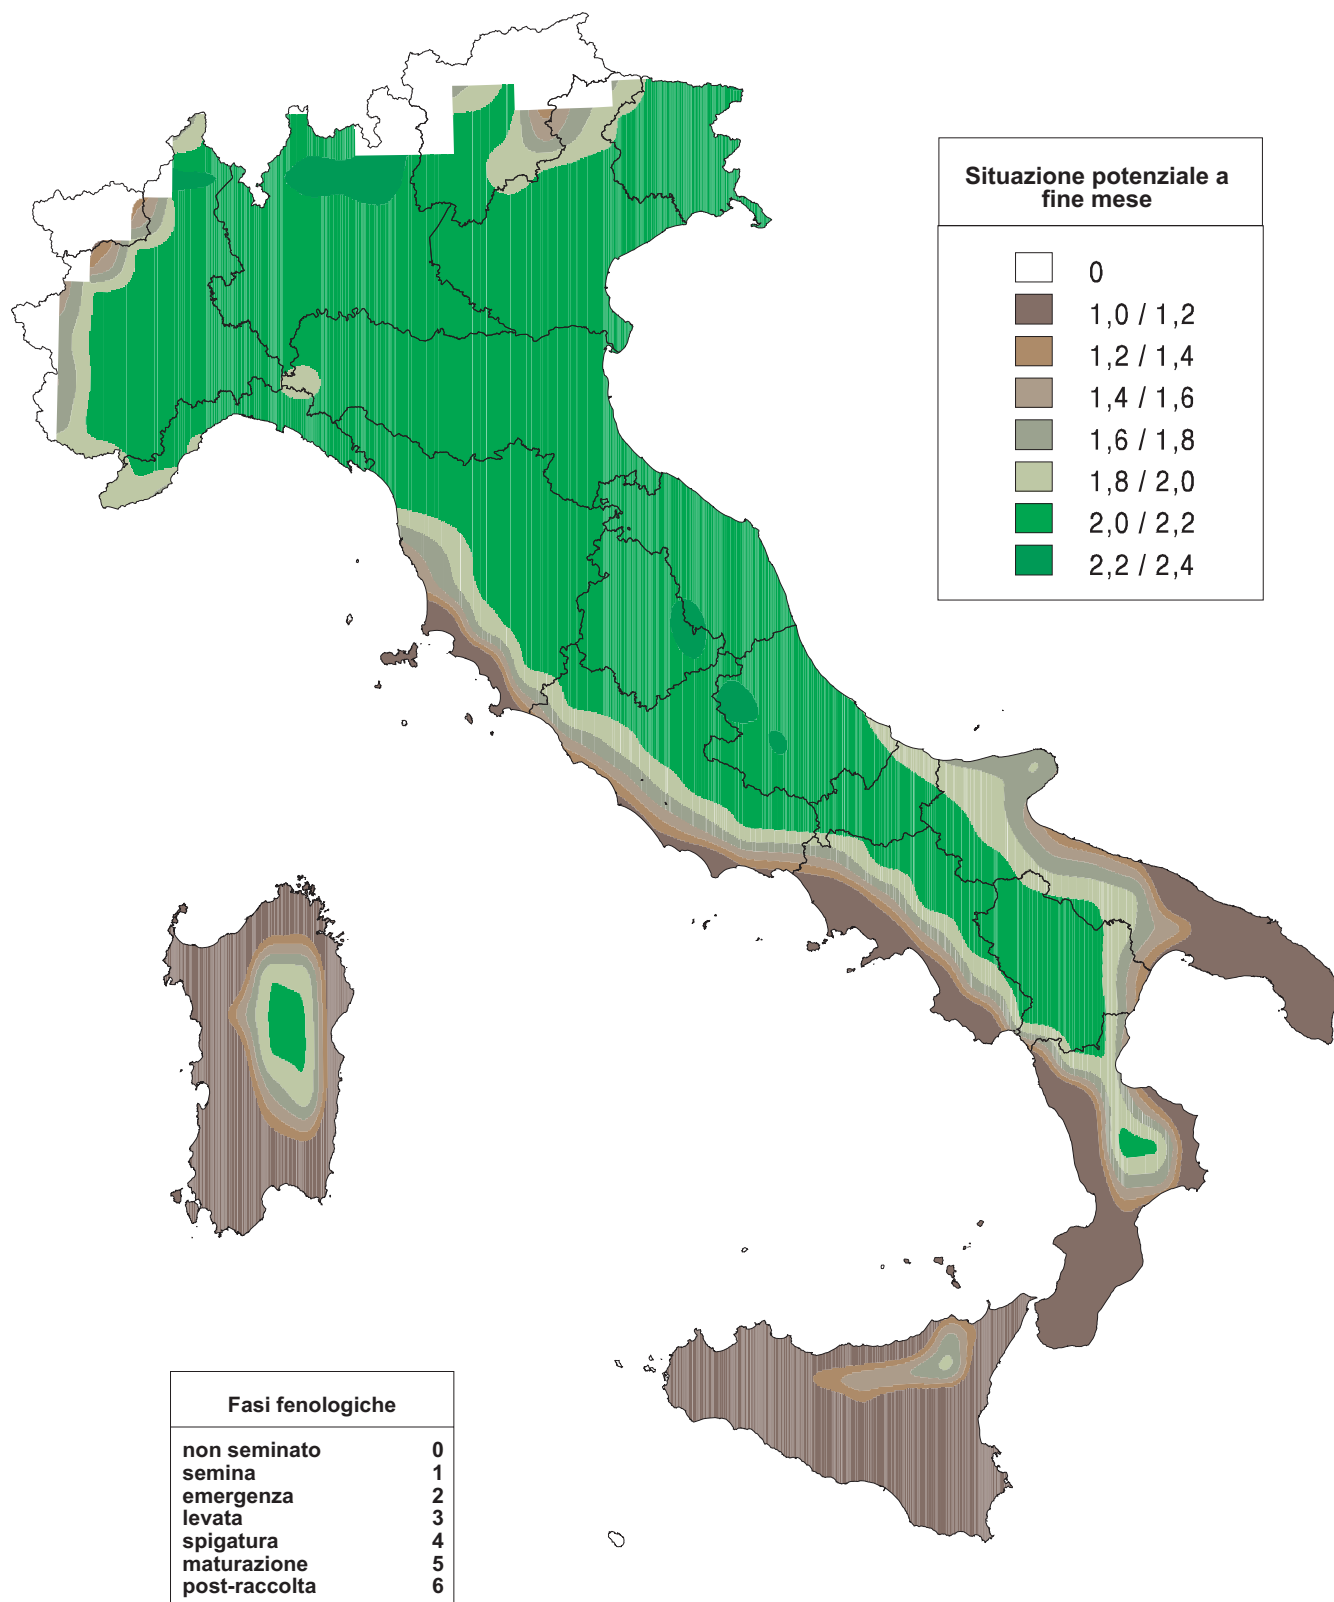 Situazione potenziale a
fine mese
0
1,0 / 1,2
1,2 / 1,4
1,4 / 1,6
1,6 / 1,8
1,8 / 2,0
2,0 / 2,2
2,2 / 2,4
Fasi fenologiche
non seminato 0
semina 1
emergenza 2
levata 3
spigatura 4
maturazione 5
post-raccolta 6